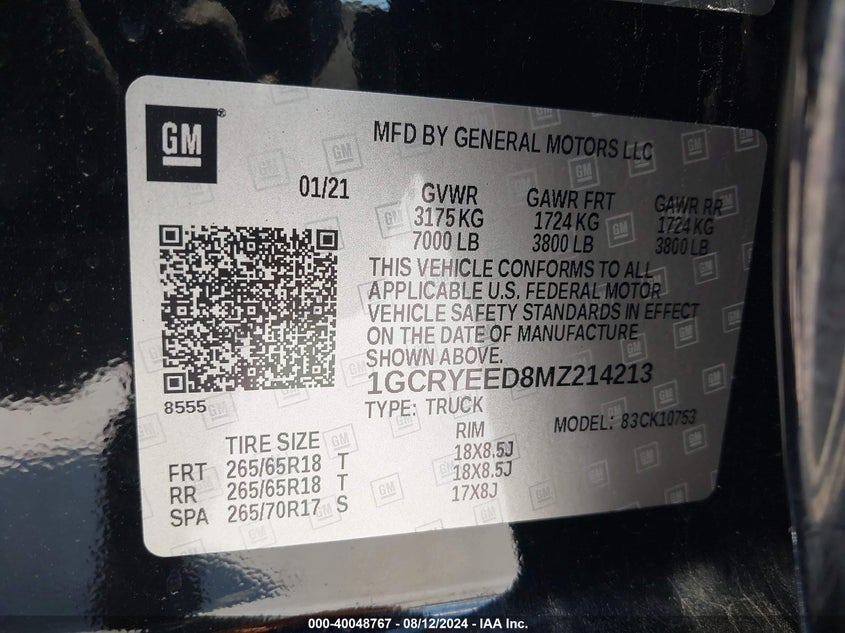 GM
MFD BY GENERAL MOTORS LLC
01/21
GVWR GAWR FRT GAWR RR
3175 KG 1724 KG 1724 KG
7000 LB 3800 LB 3800 LB
THIS VEHICLE CONFORMS TO ALL
APPLICABLE U.S. FEDERAL MOTOR
VEHICLE SAFETY STANDARDS IN EFFECT
ON THE DATE OF MANUFACTURE
SHOWN ABOVE.
1GCRYEED8MZ214213
8555
TYPE: TRUCK
MODEL: 83CK10753
TIRE SIZE RIM
FRT 265/65R18 T 18X8.5J
RR 265/65R18 T 18X8.5J
SPA 265/70R17 S 17X8J
000-40048767 - 08/12/2024 - IAA Inc.